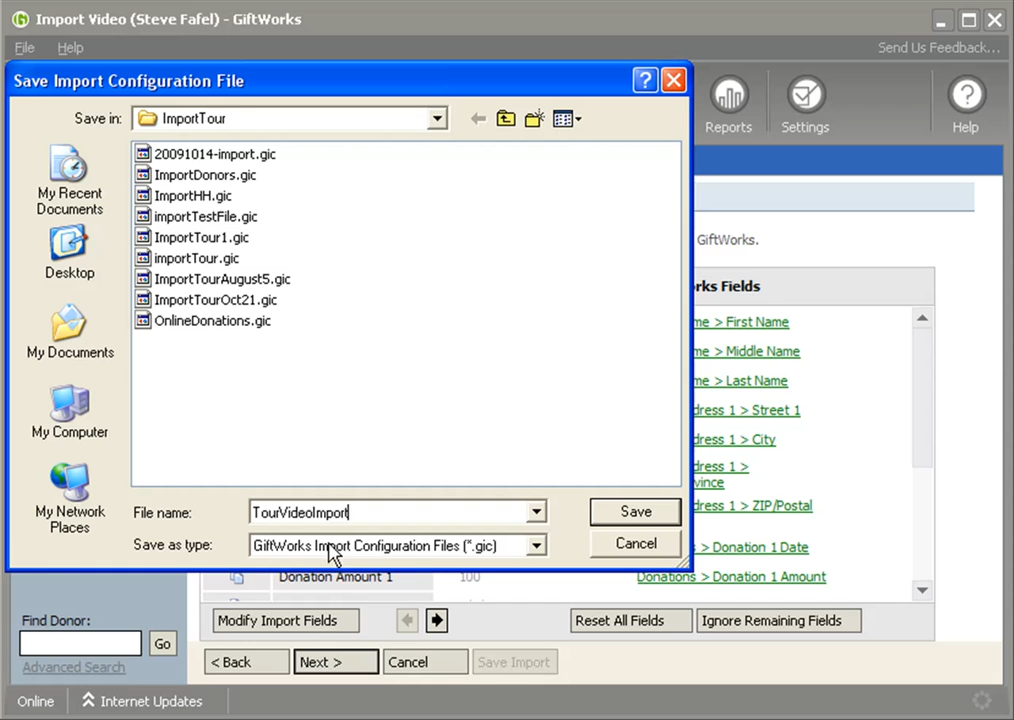 Import Video (Steve Fafel) - GiftWorks
File Help Send Us Feedback...
Save Import Configuration File
Save in: ImportTour
Reports Settings Help
My Recent Documents
Desktop
My Documents
My Computer
My Network Places
20091014-import.gic
ImportDonors.gic
ImportHH.gic
importTestFile.gic
ImportTour1.gic
importTour.gic
ImportTourAugust5.gic
ImportTourOct21.gic
OnlineDonations.gic
File name: TourVideoImport Save
Save as type: GiftWorks Import Configuration Files (*.gic) Cancel
GiftWorks.
rks Fields
me > First Name
me > Middle Name
me > Last Name
dress 1 > Street 1
dress 1 > City
dress 1 >
vince
dress 1 > ZIP/Postal
s > Donation 1 Date
Donation Amount 1 100 Donations > Donation 1 Amount
Modify Import Fields Reset All Fields Ignore Remaining Fields
Find Donor:
Go
Advanced Search
< Back Next > Cancel Save Import
Online Internet Updates